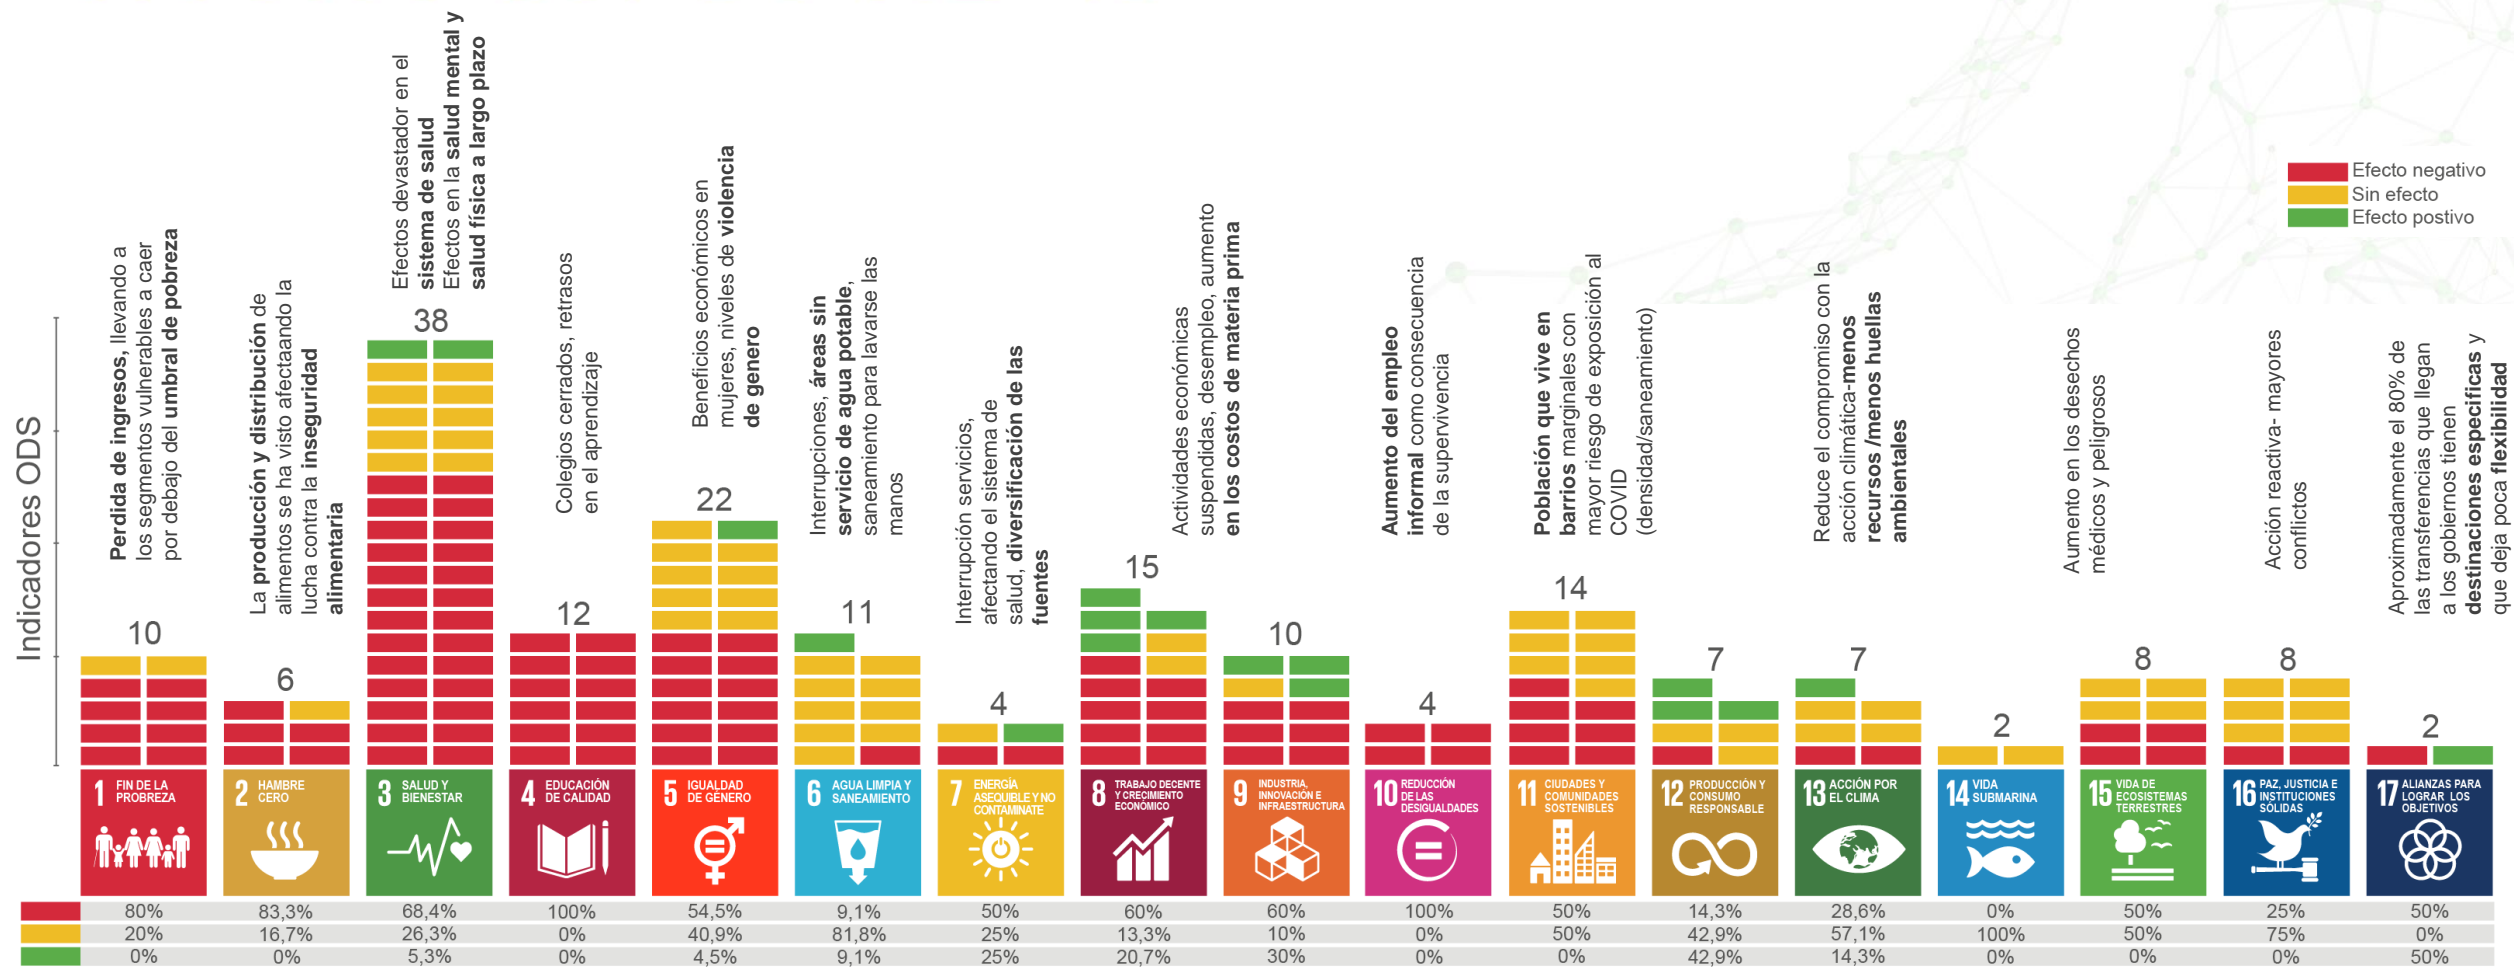 Efecto negativo
Sin efecto
Efecto postivo
Indicadores ODS
Perdida de ingresos, llevando a
los segmentos vulnerables a caer
por debajo del umbral de pobreza
10
La producción y distribución de
alimentos se ha visto afectaando la
lucha contra la inseguridad
alimentaria
6
Efectos devastador en el
sistema de salud
Efectos en la salud mental y
salud física a largo plazo
38
Colegios cerrados, retrasos
en el aprendizaje
12
Beneficios económicos en
mujeres, niveles de violencia
de genero
22
Interrupciones, áreas sin
servicio de agua potable,
saneamiento para lavarse las
manos
11
Interrupción servicios,
afectando el sistema de
salud, diversificación de las
fuentes
4
Actividades económicas
suspendidas, desempleo, aumento
en los costos de materia prima
15
10
Aumento del empleo
informal como consecuencia
de la supervivencia
4
Población que vive en
barrios marginales con
mayor riesgo de exposición al
COVID
(densidad/saneamiento)
14
7
Reduce el compromiso con la
acción climática-menos
recursos /menos huellas
ambientales
7
2
Aumento en los desechos
médicos y peligrosos
8
Acción reactiva- mayores
conflictos
8
Aproximadamente el 80% de
las transferencias que llegan
a los gobiernos tienen
destinaciones especificas y
que deja poca flexibilidad
2
1 FIN DE LA
PROBREZA
2 HAMBRE
CERO
3 SALUD Y
BIENESTAR
4 EDUCACIÓN
DE CALIDAD
5 IGUALDAD
DE GÉNERO
6 AGUA LIMPIA Y
SANEAMIENTO
7 ENERGÍA
ASEQUIBLE Y NO
CONTAMINATE
8 TRABAJO DECENTE
Y CRECIMIENTO
ECONÓMICO
9 INDUSTRIA,
INNOVACIÓN E
INFRAESTRUCTURA
10 REDUCCIÓN
DE LAS
DESIGUALDADES
11 CIUDADES Y
COMUNIDADES
SOSTENIBLES
12 PRODUCCIÓN Y
CONSUMO
RESPONSABLE
13 ACCIÓN POR
EL CLIMA
14 VIDA
SUBMARINA
15 VIDA DE
ECOSISTEMAS
TERRESTRES
16 PAZ, JUSTICIA E
INSTITUCIONES
SÓLIDAS
17 ALIANZAS PARA
LOGRAR LOS
OBJETIVOS
80% 83,3% 68,4% 100% 54,5% 9,1% 50% 60% 60% 100% 50% 14,3% 28,6% 0% 50% 25% 50%
20% 16,7% 26,3% 0% 40,9% 81,8% 25% 13,3% 10% 0% 50% 42,9% 57,1% 100% 50% 75% 0%
0% 0% 5,3% 0% 4,5% 9,1% 25% 20,7% 30% 0% 0% 42,9% 14,3% 0% 0% 0% 50%